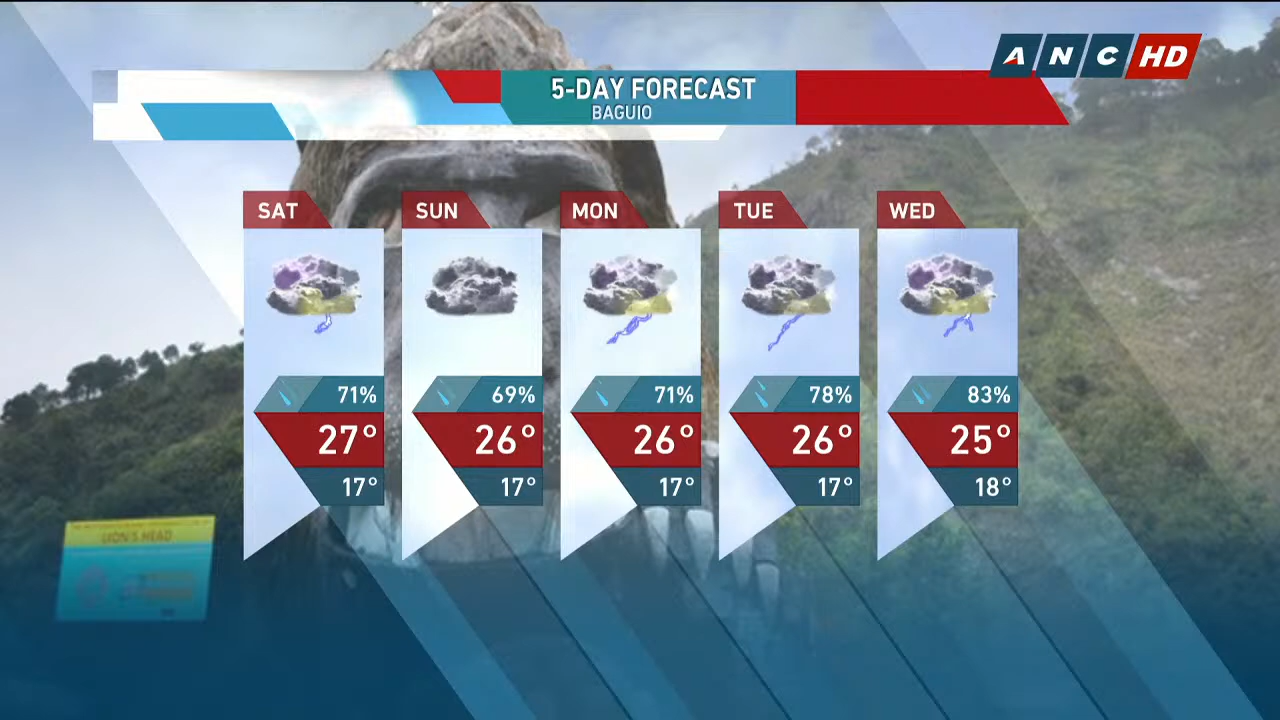 ANC HD
5-DAY FORECAST
BAGUIO
SAT SUN MON TUE WED
71% 69% 71% 78% 83%
27° 26° 26° 26° 25°
17° 17° 17° 17° 18°
LION'S HEAD